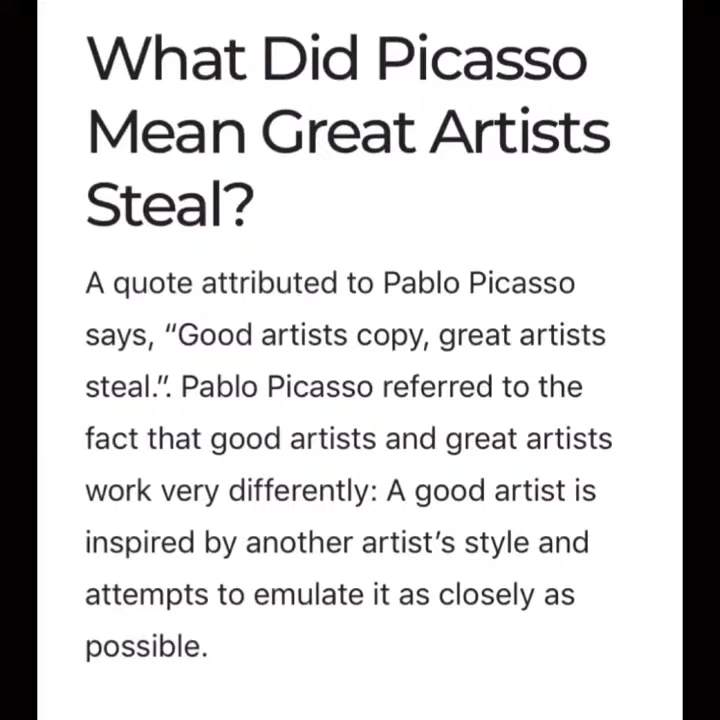 What Did Picasso
Mean Great Artists
Steal?
A quote attributed to Pablo Picasso
says, “Good artists copy, great artists
steal.”. Pablo Picasso referred to the
fact that good artists and great artists
work very differently: A good artist is
inspired by another artist’s style and
attempts to emulate it as closely as
possible.